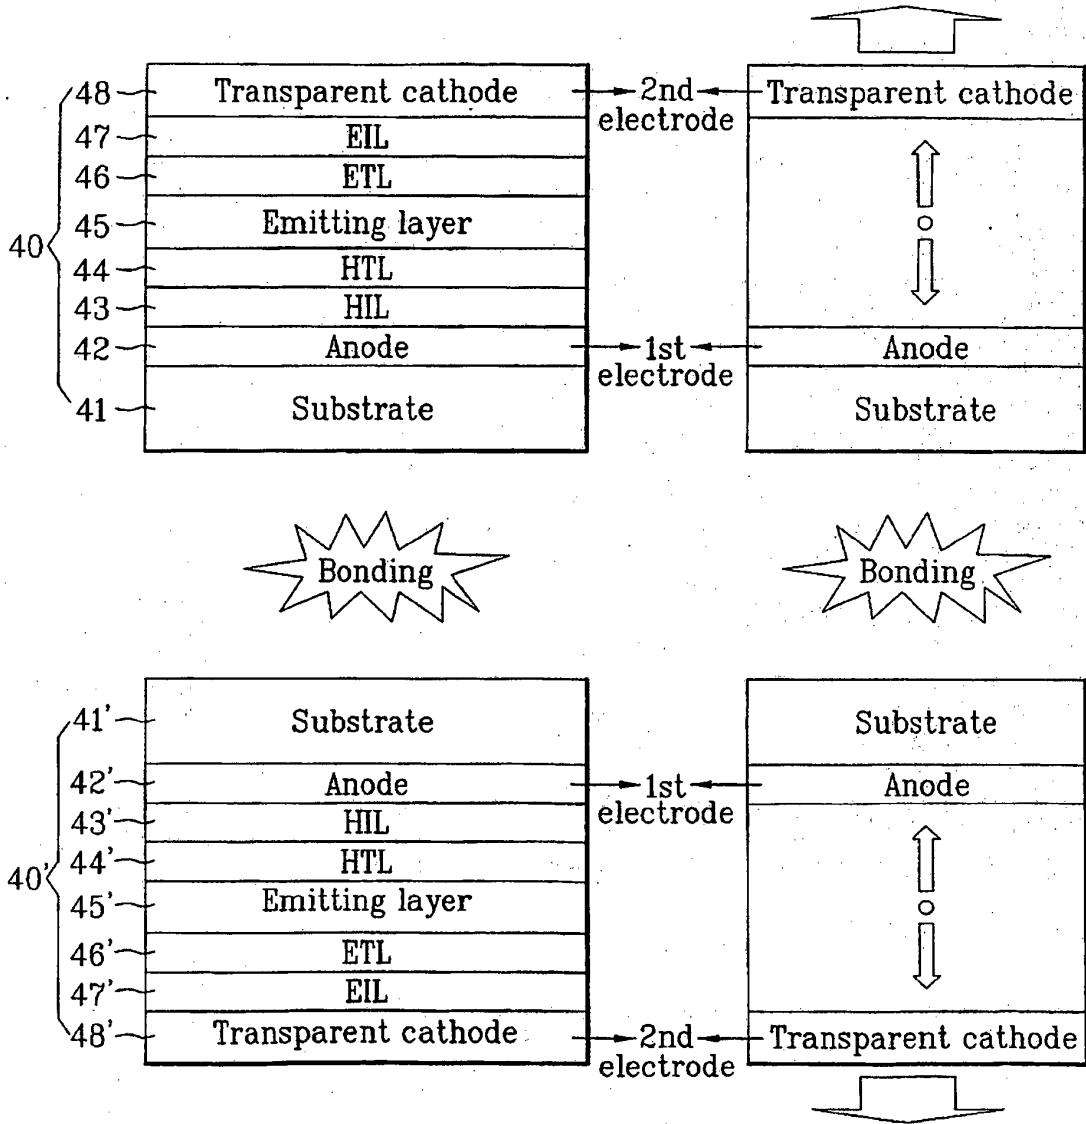 48 Transparent cathode 2nd electrode Transparent cathode
47 EIL
46 ETL
45 Emitting layer
40
44 HTL
43 HIL
42 Anode 1st electrode Anode
41 Substrate Substrate
Bonding Bonding
41' Substrate Substrate
42' Anode 1st electrode Anode
43' HIL
44' HTL
40'
45' Emitting layer
46' ETL
47' EIL
48' Transparent cathode 2nd electrode Transparent cathode